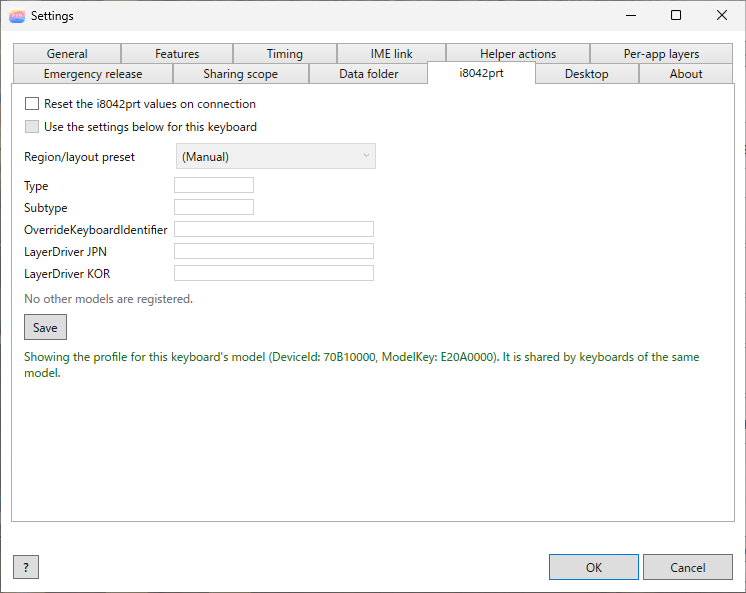 Settings
General
Features
Timing
IME link
Helper actions
Per-app layers
Emergency release
Sharing scope
Data folder
i8042prt
Desktop
About
Reset the i8042prt values on connection
Use the settings below for this keyboard
Region/layout preset
(Manual)
Type
Subtype
OverrideKeyboardIdentifier
LayerDriver JPN
LayerDriver KOR
No other models are registered.
Save
Showing the profile for this keyboard's model (DeviceId: 70B10000, ModelKey: E20A0000). It is shared by keyboards of the same
model.
?
OK
Cancel